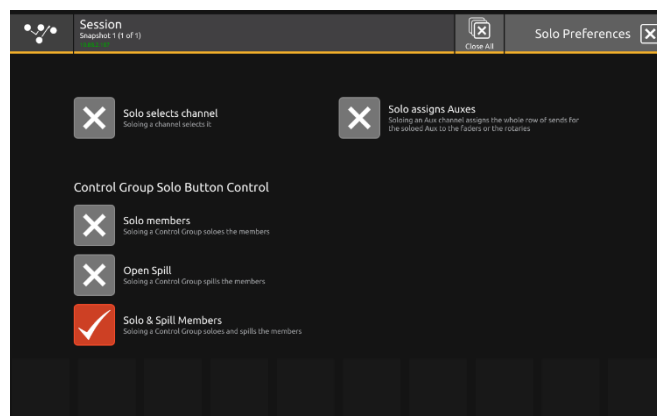 Session
Snapshot 1 (1 of 1)
Close All
Solo Preferences
Solo selects channel
Soloing a channel selects it
Solo assigns Auxes
Soloing an Aux channel assigns the whole row of sends for
the soloed Aux to the faders or the rotaries
Control Group Solo Button Control
Solo members
Soloing a Control Group soloes the members
Open Spill
Soloing a Control Group spills the members
Solo & Spill Members
Soloing a Control Group soloes and spills the members